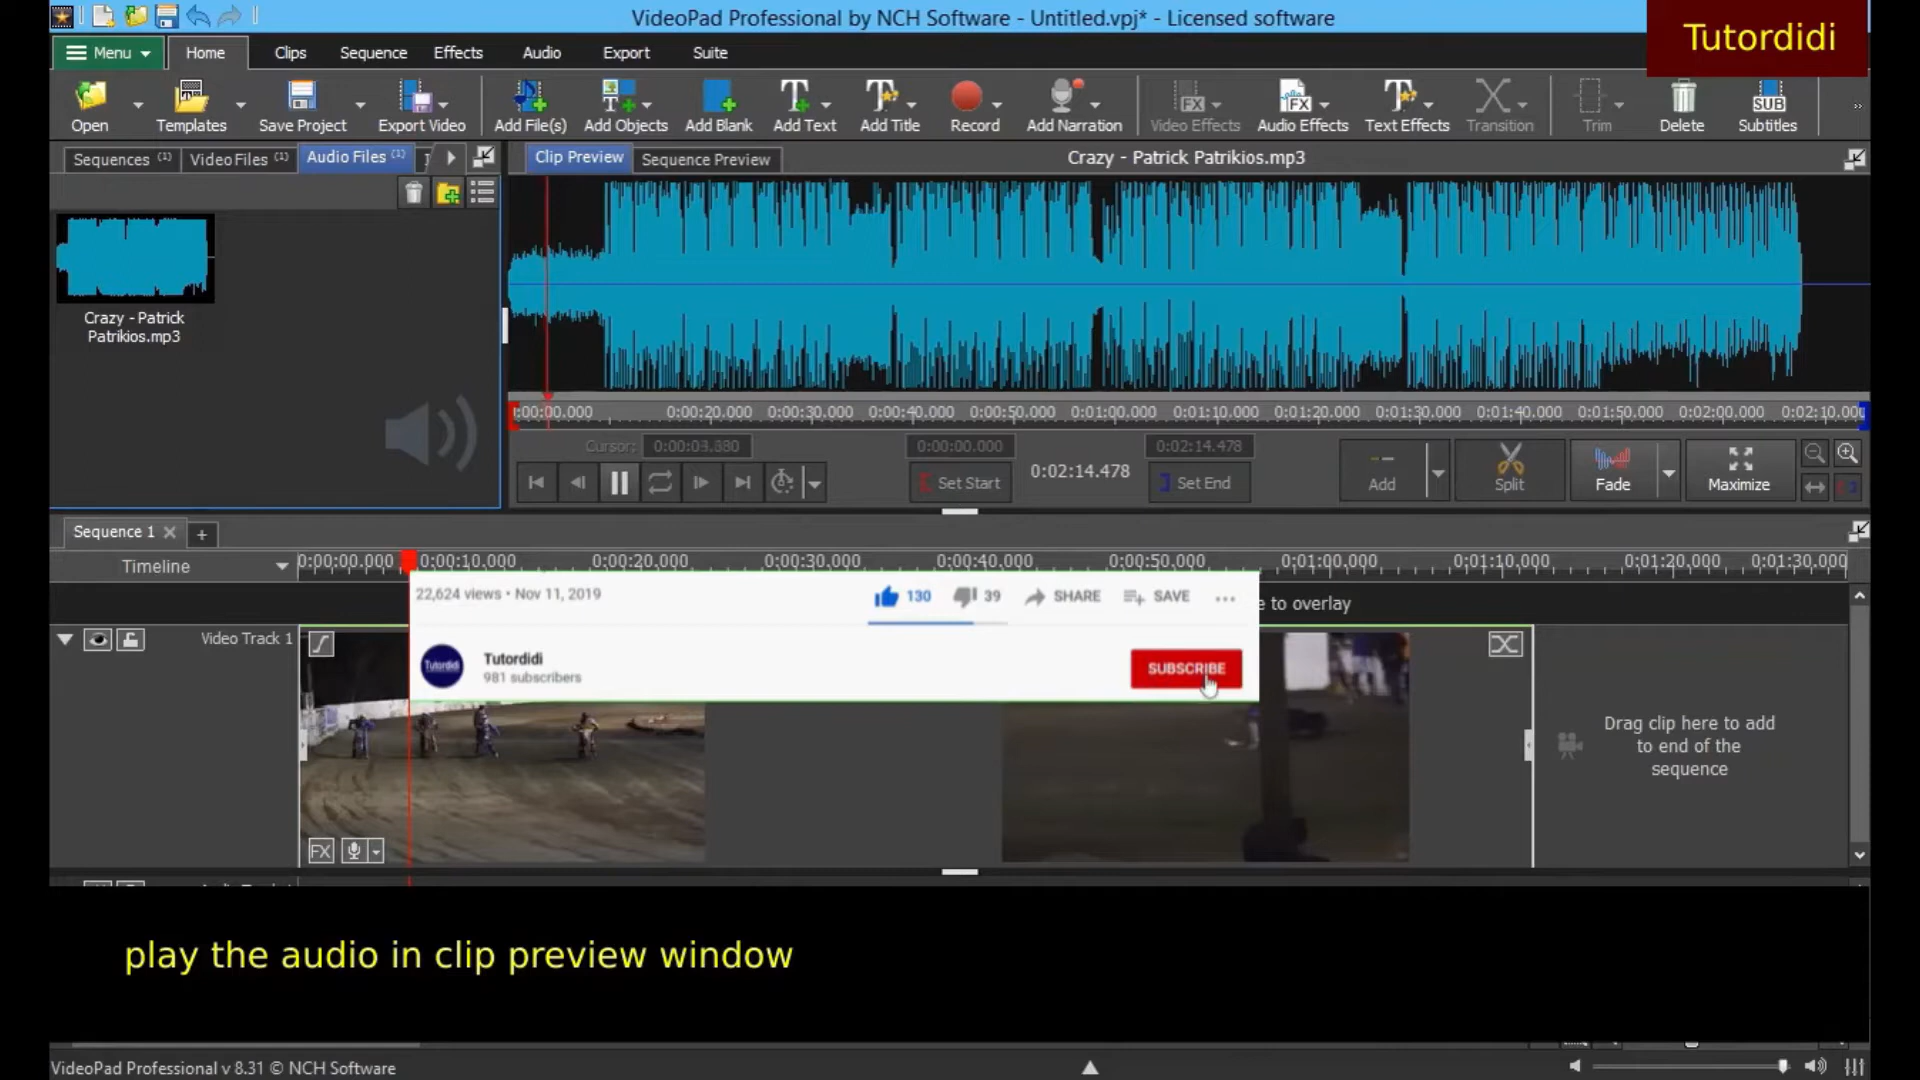 VideoPad Professional by NCH Software - Untitled.vpj* - Licensed software
Tutordidi
Menu Home Clips Sequence Effects Audio Export Suite
Open Templates Save Project Export Video Add File(s) Add Objects Add Blank Add Text Add Title Record Add Narration Video Effects Audio Effects Text Effects Transition Trim Delete Subtitles
Sequences (1) Video Files (1) Audio Files (1)
Clip Preview Sequence Preview Crazy - Patrick Patrikios.mp3
Crazy - Patrick
Patrikios.mp3
0:00:00.000 0:00:20.000 0:00:30.000 0:00:40.000 0:00:50.000 0:01:00.000 0:01:10.000 0:01:20.000 0:01:30.000 0:01:40.000 0:01:50.000 0:02:00.000 0:02:10.000
Cursor: 0:00:03.880 0:00:00.000 0:02:14.478
Set Start 0:02:14.478 Set End Add Split Fade Maximize
Sequence 1
Timeline 0:00:00.000 0:00:10.000 0:00:20.000 0:00:30.000 0:00:40.000 0:00:50.000 0:01:00.000 0:01:10.000 0:01:20.000 0:01:30.000
22,624 views • Nov 11, 2019 130 39 SHARE SAVE
e to overlay
Video Track 1
Tutordidi
Tutordidi
981 subscribers
SUBSCRIBE
Drag clip here to add
to end of the
sequence
FX
play the audio in clip preview window
VideoPad Professional v 8.31 © NCH Software